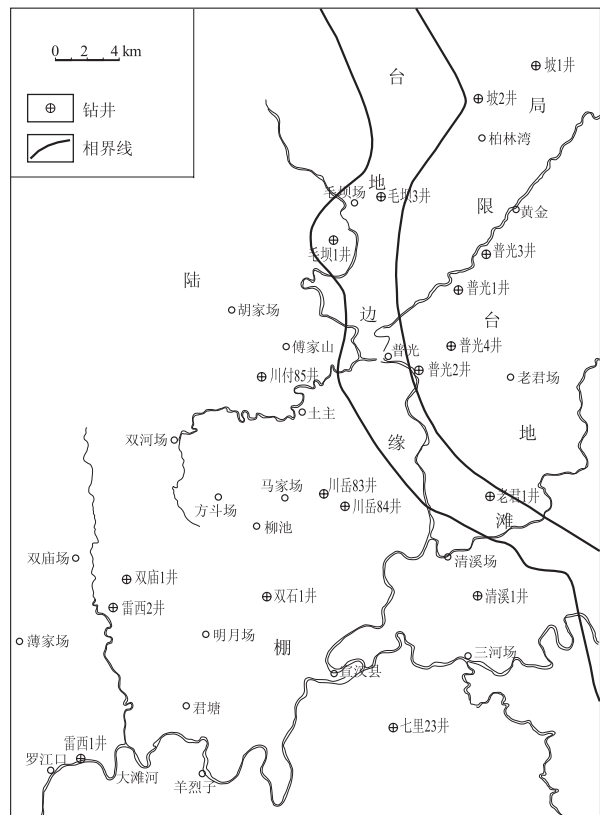 0 2 4 km
钻井
相界线
台
地
边
缘
滩
局
限
台
地
陆
棚
坡1井
坡2井
柏林湾
毛坝场
毛坝3井
黄金
毛坝1井
普光3井
普光1井
胡家场
傅家山
普光
普光4井
普光2井
川付85井
老君场
土主
双河场
马家场
川岳83井
老君1井
方斗场
川岳84井
柳池
双庙场
清溪场
双庙1井
雷西2井
双石1井
清溪1井
薄家场
明月场
三河场
宣汉县
君塘
七里23井
雷西1井
罗江口
大滩河
羊烈子